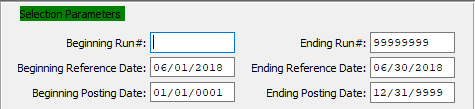 Selection Parameters
Beginning Run#: Ending Run#: 99999999
Beginning Reference Date: 06/01/2018 Ending Reference Date: 06/30/2018
Beginning Posting Date: 01/01/0001 Ending Posting Date: 12/31/9999